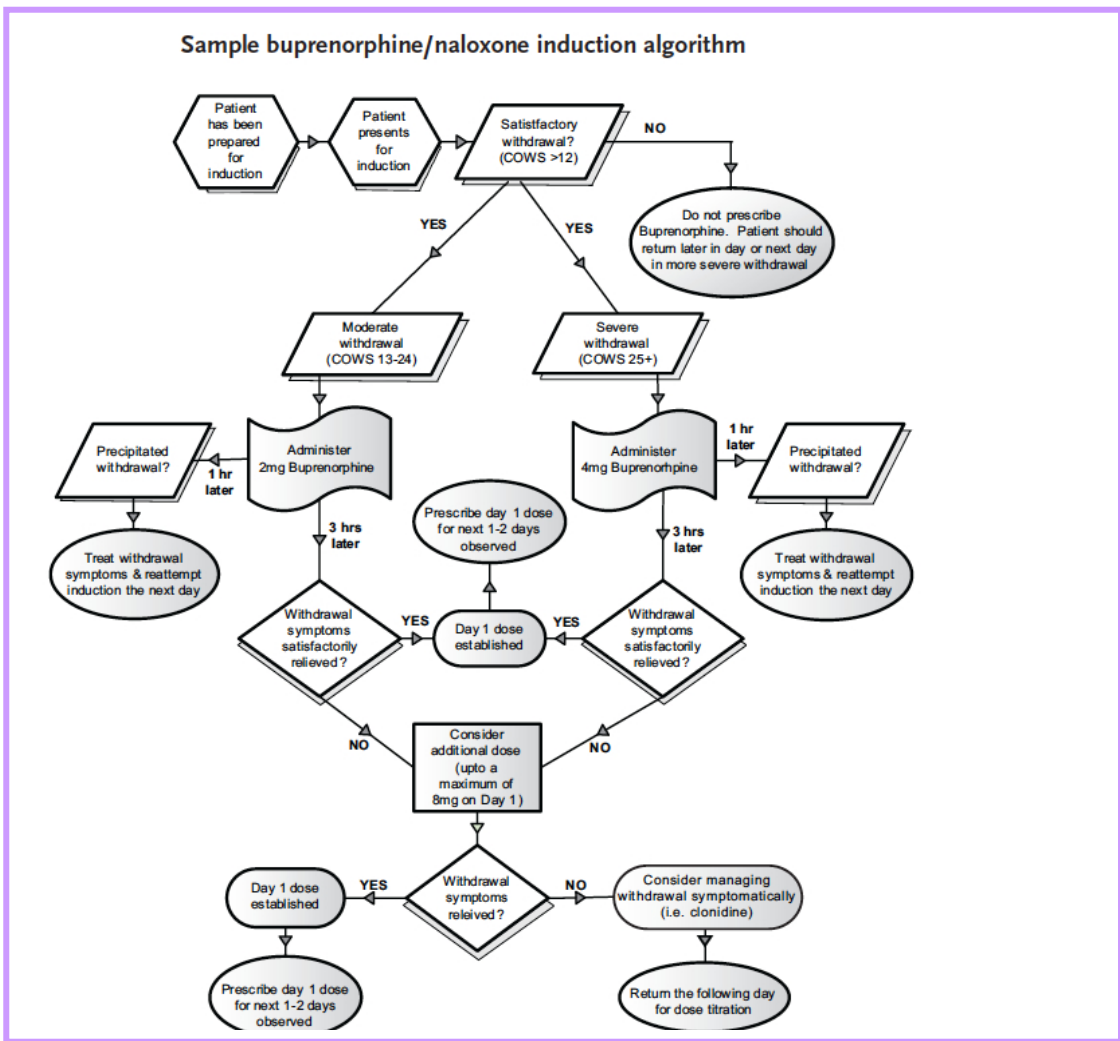 Sample buprenorphine/naloxone induction algorithm
Patient
has been
prepared
for
induction
Patient
presents
for
induction
Satistfactory
withdrawal?
(COWS >12)
NO
Do not prescribe
Buprenorphine. Patient should
return later in day or next day
in more severe withdrawal
YES
YES
Moderate
withdrawal
(COWS 13-24)
Severe
withdrawal
(COWS 25+)
Precipitated
withdrawal?
1 hr
later
Administer
2mg Buprenorphine
Administer
4mg Buprenorhpine
1 hr
later
Precipitated
withdrawal?
Treat withdrawal
symptoms & reattempt
induction the next day
3 hrs
later
Prescribe day 1 dose
for next 1-2 days
observed
3 hrs
later
Treat withdrawal
symptoms & reattempt
induction the next day
Withdrawal
symptoms
satisfactorily
relieved?
YES
Day 1 dose
established
YES
Withdrawal
symptoms
satisfactorily
relieved?
NO
Consider
additional dose
(upto a
maximum of
8mg on Day 1)
NO
Day 1 dose
established
YES
Withdrawal
symptoms
releived?
NO
Consider managing
withdrawal symptomatically
(i.e. clonidine)
Prescribe day 1 dose
for next 1-2 days
observed
Return the following day
for dose titration